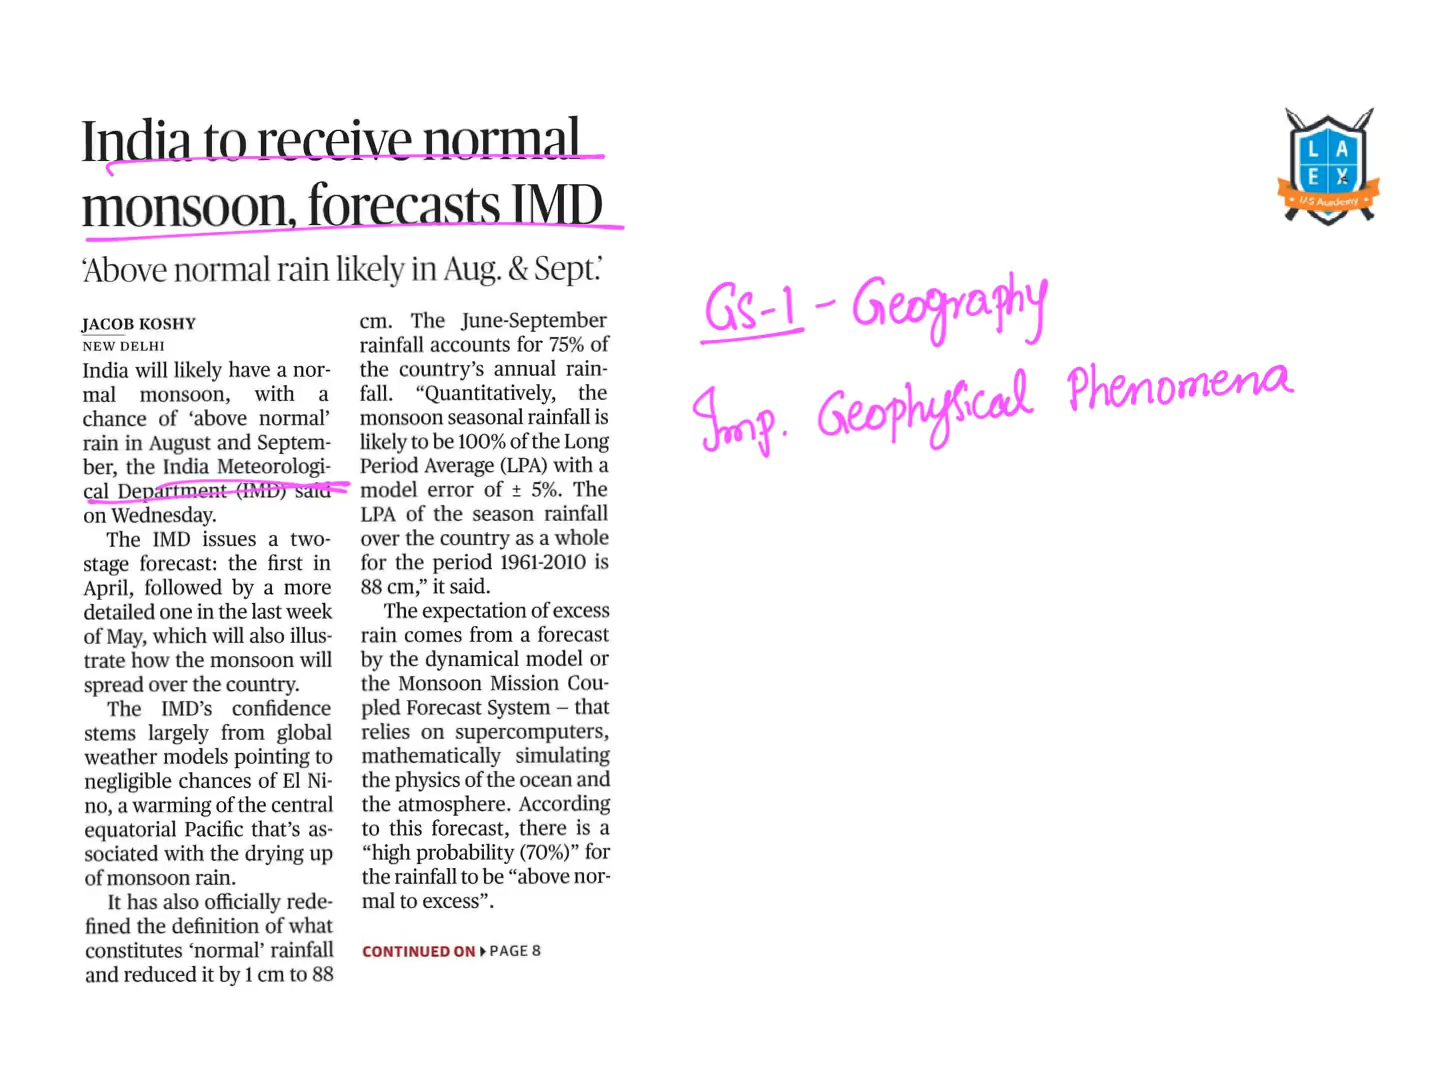 India to receive normal
monsoon, forecasts IMD
‘Above normal rain likely in Aug. & Sept.’
JACOB KOSHY
NEW DELHI
India will likely have a nor-
mal monsoon, with a
chance of ‘above normal’
rain in August and Septem-
ber, the India Meteorologi-
cal Department (IMD) said
on Wednesday.
The IMD issues a two-
stage forecast: the first in
April, followed by a more
detailed one in the last week
of May, which will also illus-
trate how the monsoon will
spread over the country.
The IMD’s confidence
stems largely from global
weather models pointing to
negligible chances of El Ni-
no, a warming of the central
equatorial Pacific that’s as-
sociated with the drying up
of monsoon rain.
It has also officially rede-
fined the definition of what
constitutes ‘normal’ rainfall
and reduced it by 1 cm to 88
cm. The June-September
rainfall accounts for 75% of
the country’s annual rain-
fall. “Quantitatively, the
monsoon seasonal rainfall is
likely to be 100% of the Long
Period Average (LPA) with a
model error of ± 5%. The
LPA of the season rainfall
over the country as a whole
for the period 1961-2010 is
88 cm,” it said.
The expectation of excess
rain comes from a forecast
by the dynamical model or
the Monsoon Mission Cou-
pled Forecast System – that
relies on supercomputers,
mathematically simulating
the physics of the ocean and
the atmosphere. According
to this forecast, there is a
“high probability (70%)” for
the rainfall to be “above nor-
mal to excess”.
CONTINUED ON PAGE 8
GS-1 - Geography
Imp. Geophysical Phenomena
L A
E X
U.S Academy